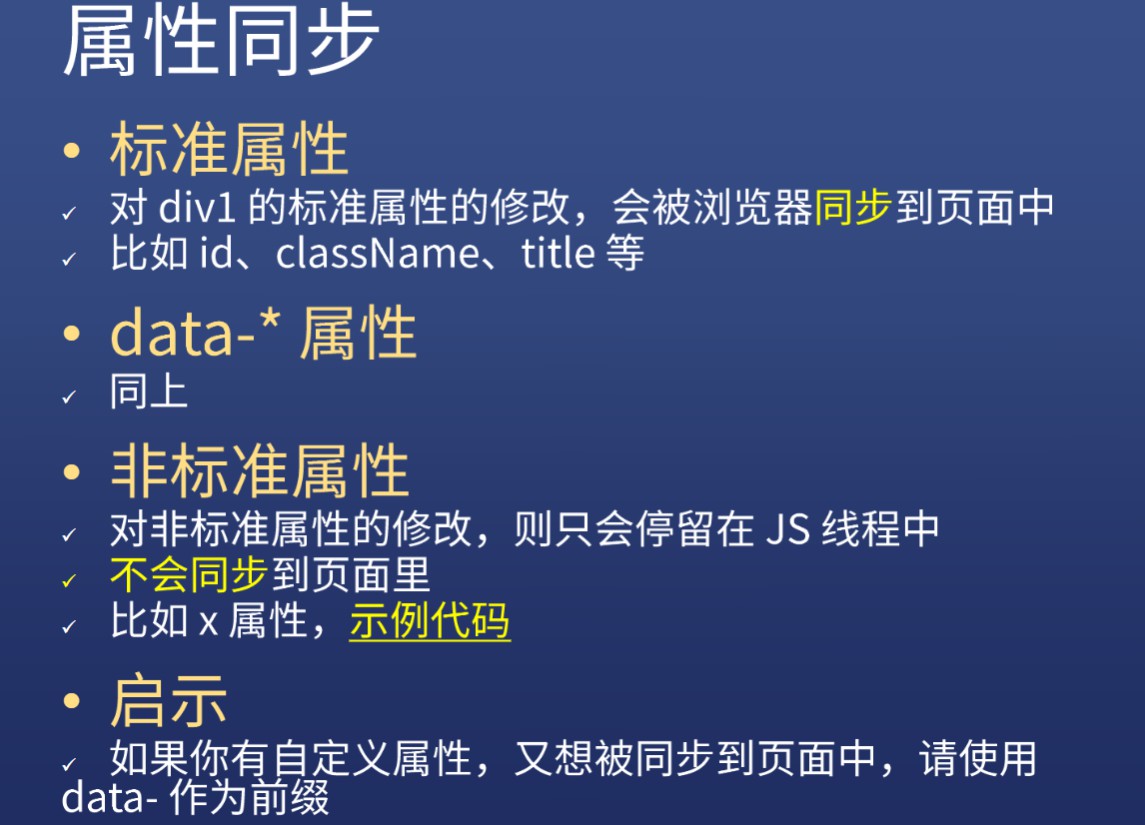 属性同步
• 标准属性
✓ 对 div1 的标准属性的修改，会被浏览器同步到页面中
✓ 比如 id、className、title 等
• data-* 属性
✓ 同上
• 非标准属性
✓ 对非标准属性的修改，则只会停留在 JS 线程中
✓ 不会同步到页面里
✓ 比如 x 属性，示例代码
• 启示
✓ 如果你有自定义属性，又想被同步到页面中，请使用
data- 作为前缀